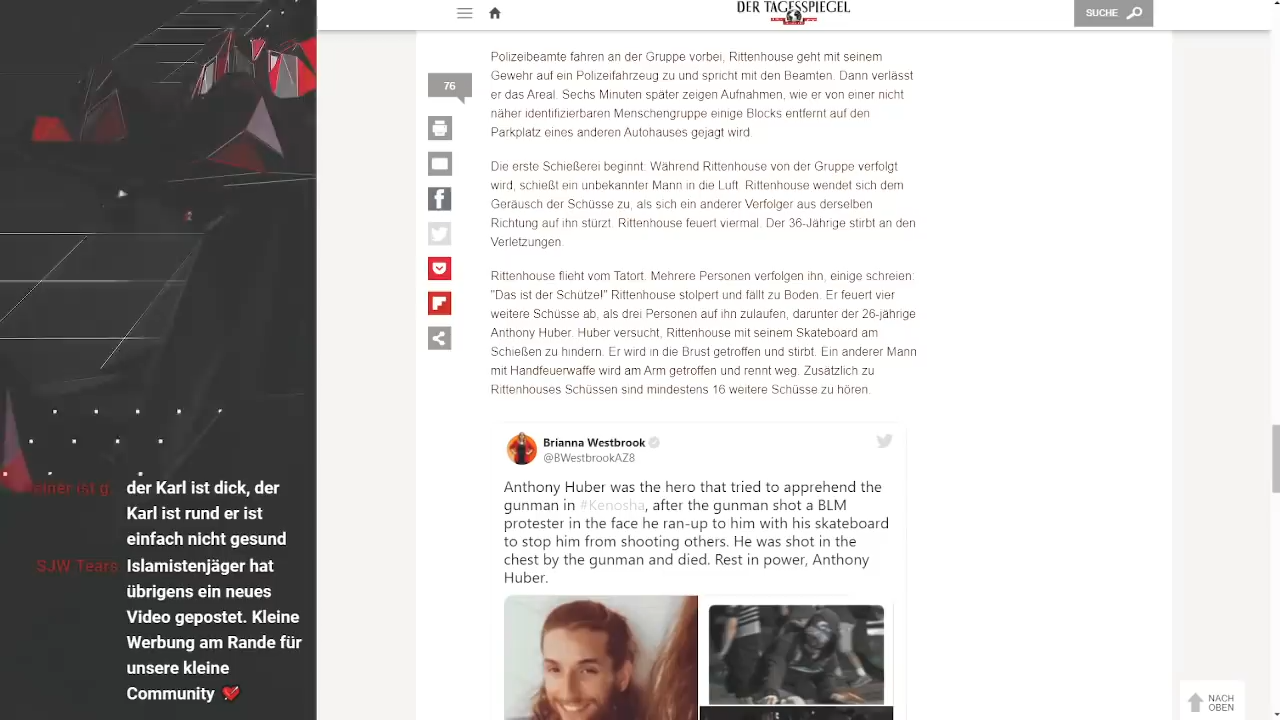 DER TAGESSPIEGEL
SUCHE
76
Polizeibeamte fahren an der Gruppe vorbei, Rittenhouse geht mit seinem
Gewehr auf ein Polizeifahrzeug zu und spricht mit den Beamten. Dann verlässt
er das Areal. Sechs Minuten später zeigen Aufnahmen, wie er von einer nicht
näher identifizierbaren Menschengruppe einige Blocks entfernt auf den
Parkplatz eines anderen Autohauses gejagt wird.
Die erste Schießerei beginnt: Während Rittenhouse von der Gruppe verfolgt
wird, schießt ein unbekannter Mann in die Luft. Rittenhouse wendet sich dem
Geräusch der Schüsse zu, als sich ein anderer Verfolger aus derselben
Richtung auf ihn stürzt. Rittenhouse feuert viermal. Der 36-Jährige stirbt an den
Verletzungen.
Rittenhouse flieht vom Tatort. Mehrere Personen verfolgen ihn, einige schreien:
"Das ist der Schütze!" Rittenhouse stolpert und fällt zu Boden. Er feuert vier
weitere Schüsse ab, als drei Personen auf ihn zulaufen, darunter der 26-jährige
Anthony Huber. Huber versucht, Rittenhouse mit seinem Skateboard am
Schießen zu hindern. Er wird in die Brust getroffen und stirbt. Ein anderer Mann
mit Handfeuerwaffe wird am Arm getroffen und rennt weg. Zusätzlich zu
Rittenhouses Schüssen sind mindestens 16 weitere Schüsse zu hören.
Brianna Westbrook
@BWestbrookAZ8
Anthony Huber was the hero that tried to apprehend the
gunman in #Kenosha, after the gunman shot a BLM
protester in the face he ran-up to him with his skateboard
to stop him from shooting others. He was shot in the
chest by the gunman and died. Rest in power, Anthony
Huber.
NACH
OBEN
ist g. der Karl ist dick, der
Karl ist rund er ist
einfach nicht gesund
SJW Tears Islamistenjäger hat
übrigens ein neues
Video gepostet. Kleine
Werbung am Rande für
unsere kleine
Community